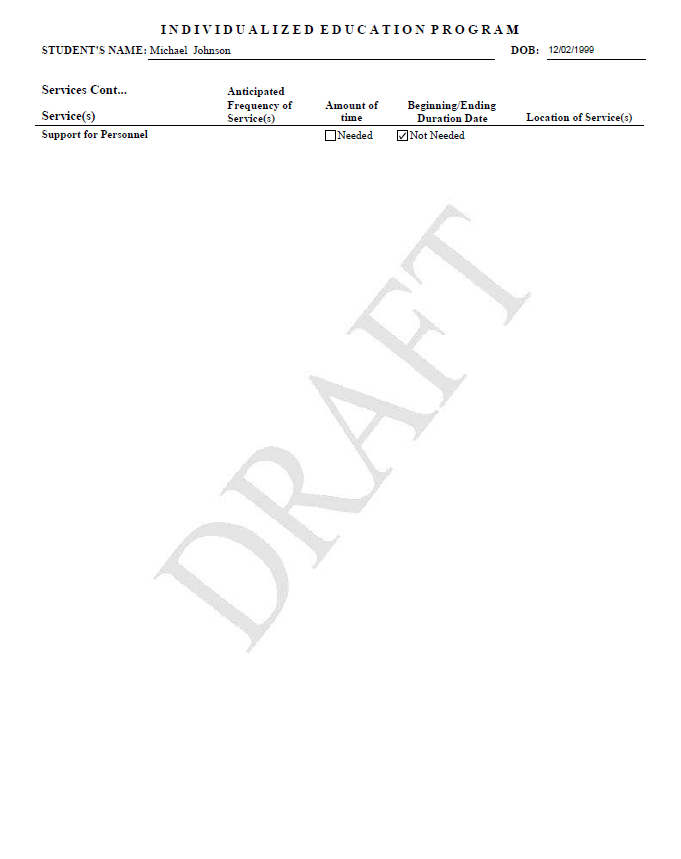 INDIVIDUALIZED EDUCATION PROGRAM
STUDENT'S NAME: Michael Johnson DOB: 12/02/1999
Services Cont...
Service(s)
Anticipated
Frequency of
Service(s)
Amount of
time
Beginning/Ending
Duration Date
Location of Service(s)
Support for Personnel ☐ Needed ☑ Not Needed
DRAFT